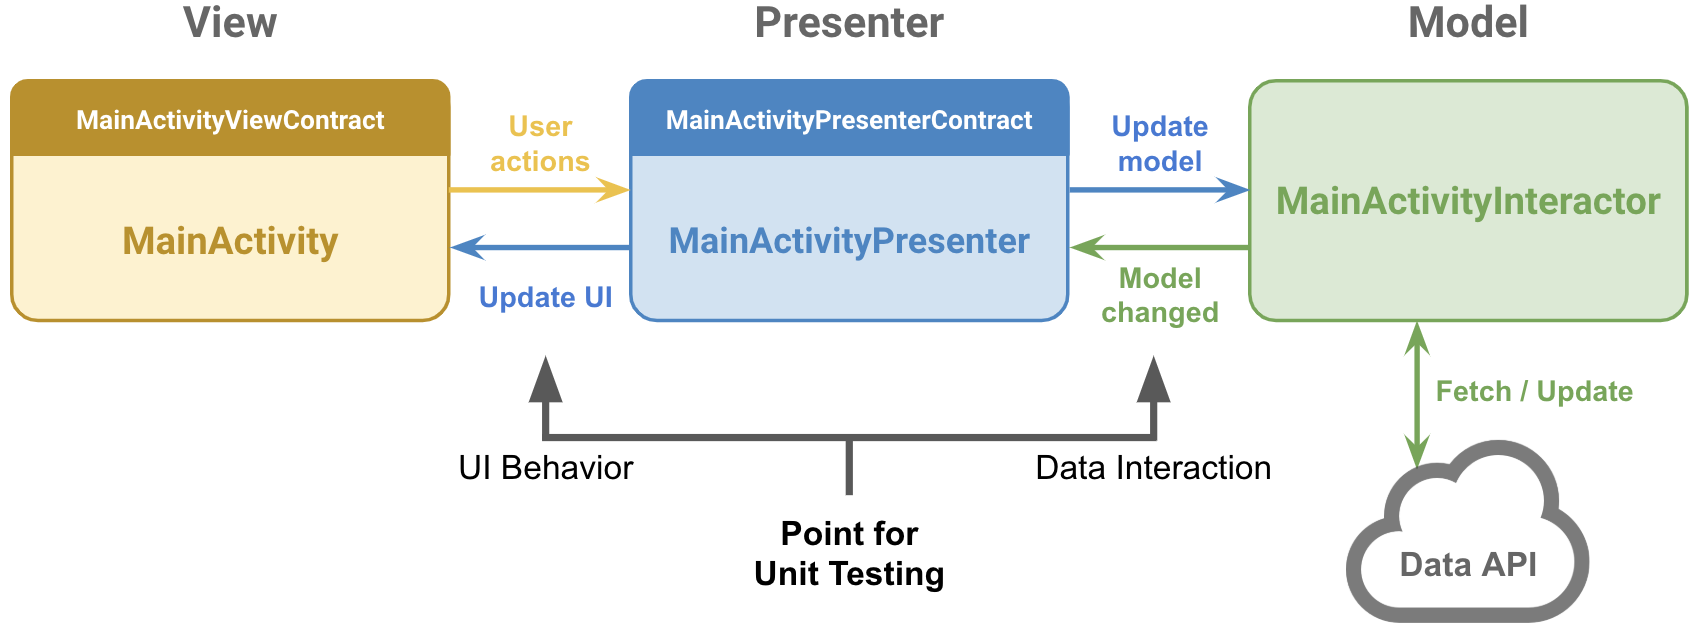 View
Presenter
Model
MainActivityViewContract
MainActivity
User
actions
Update UI
MainActivityPresenterContract
MainActivityPresenter
Update
model
Model
changed
MainActivityInteractor
Fetch / Update
UI Behavior
Data Interaction
Point for
Unit Testing
Data API